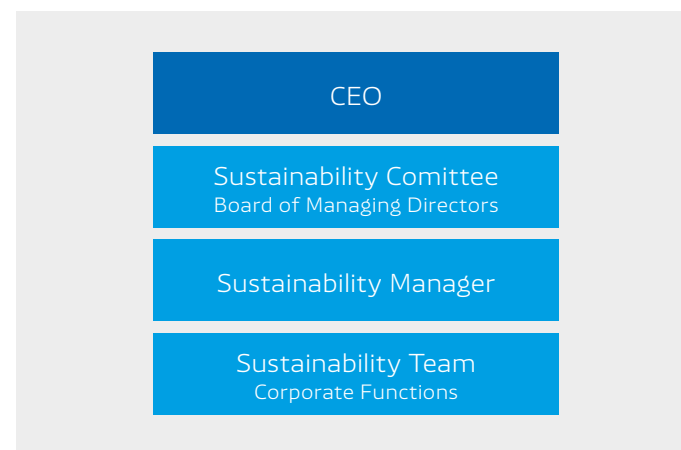 CEO
Sustainability Comittee
Board of Managing Directors
Sustainability Manager
Sustainability Team
Corporate Functions